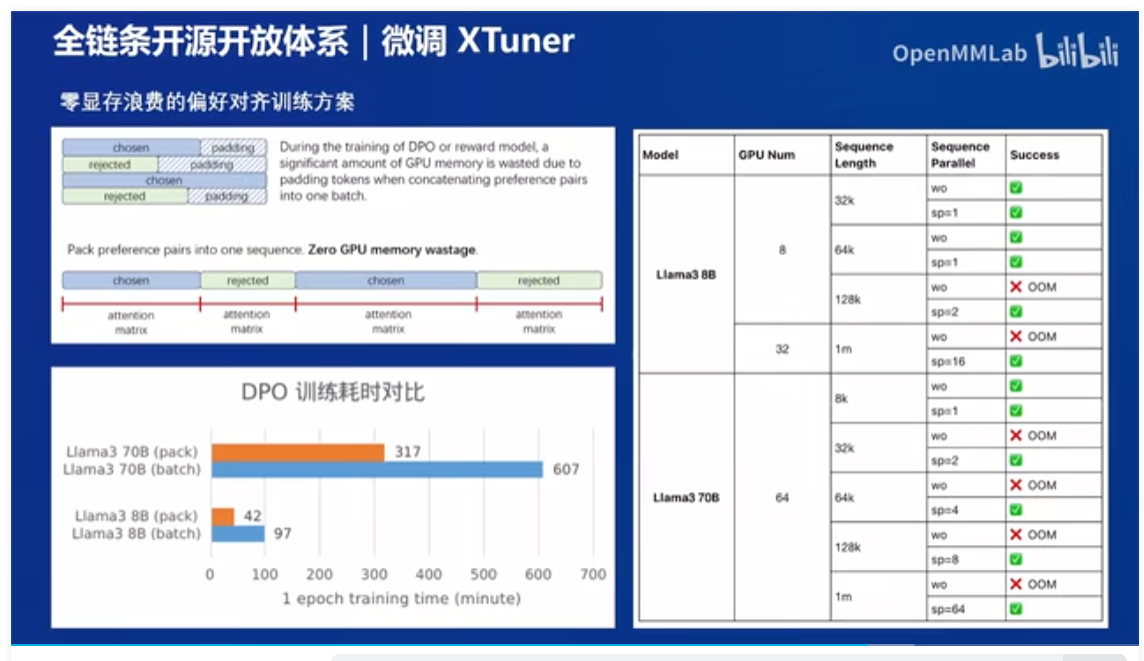 全链条开源开放体系 | 微调 XTuner
OpenMMLab bilibili
零显存浪费的偏好对齐训练方案
chosen padding
rejected padding
chosen
rejected padding
During the training of DPO or reward model, a
significant amount of GPU memory is wasted due to
padding tokens when concatenating preference pairs
into one batch.
Pack preference pairs into one sequence. Zero GPU memory wastage.
chosen rejected chosen rejected
attention attention attention attention
matrix matrix matrix matrix
DPO 训练耗时对比
Llama3 70B (pack) 317
Llama3 70B (batch) 607
Llama3 8B (pack) 42
Llama3 8B (batch) 97
0 100 200 300 400 500 600 700
1 epoch training time (minute)
Model GPU Num Sequence Length Sequence Parallel Success
Llama3 8B 8 32k wo ✅
sp=1 ✅
64k wo ✅
sp=1 ✅
128k wo ❌ OOM
sp=2 ✅
32 1m wo ❌ OOM
sp=16 ✅
Llama3 70B 64 8k wo ✅
sp=1 ✅
32k wo ❌ OOM
sp=2 ✅
64k wo ❌ OOM
sp=4 ✅
128k wo ❌ OOM
sp=8 ✅
1m wo ❌ OOM
sp=64 ✅